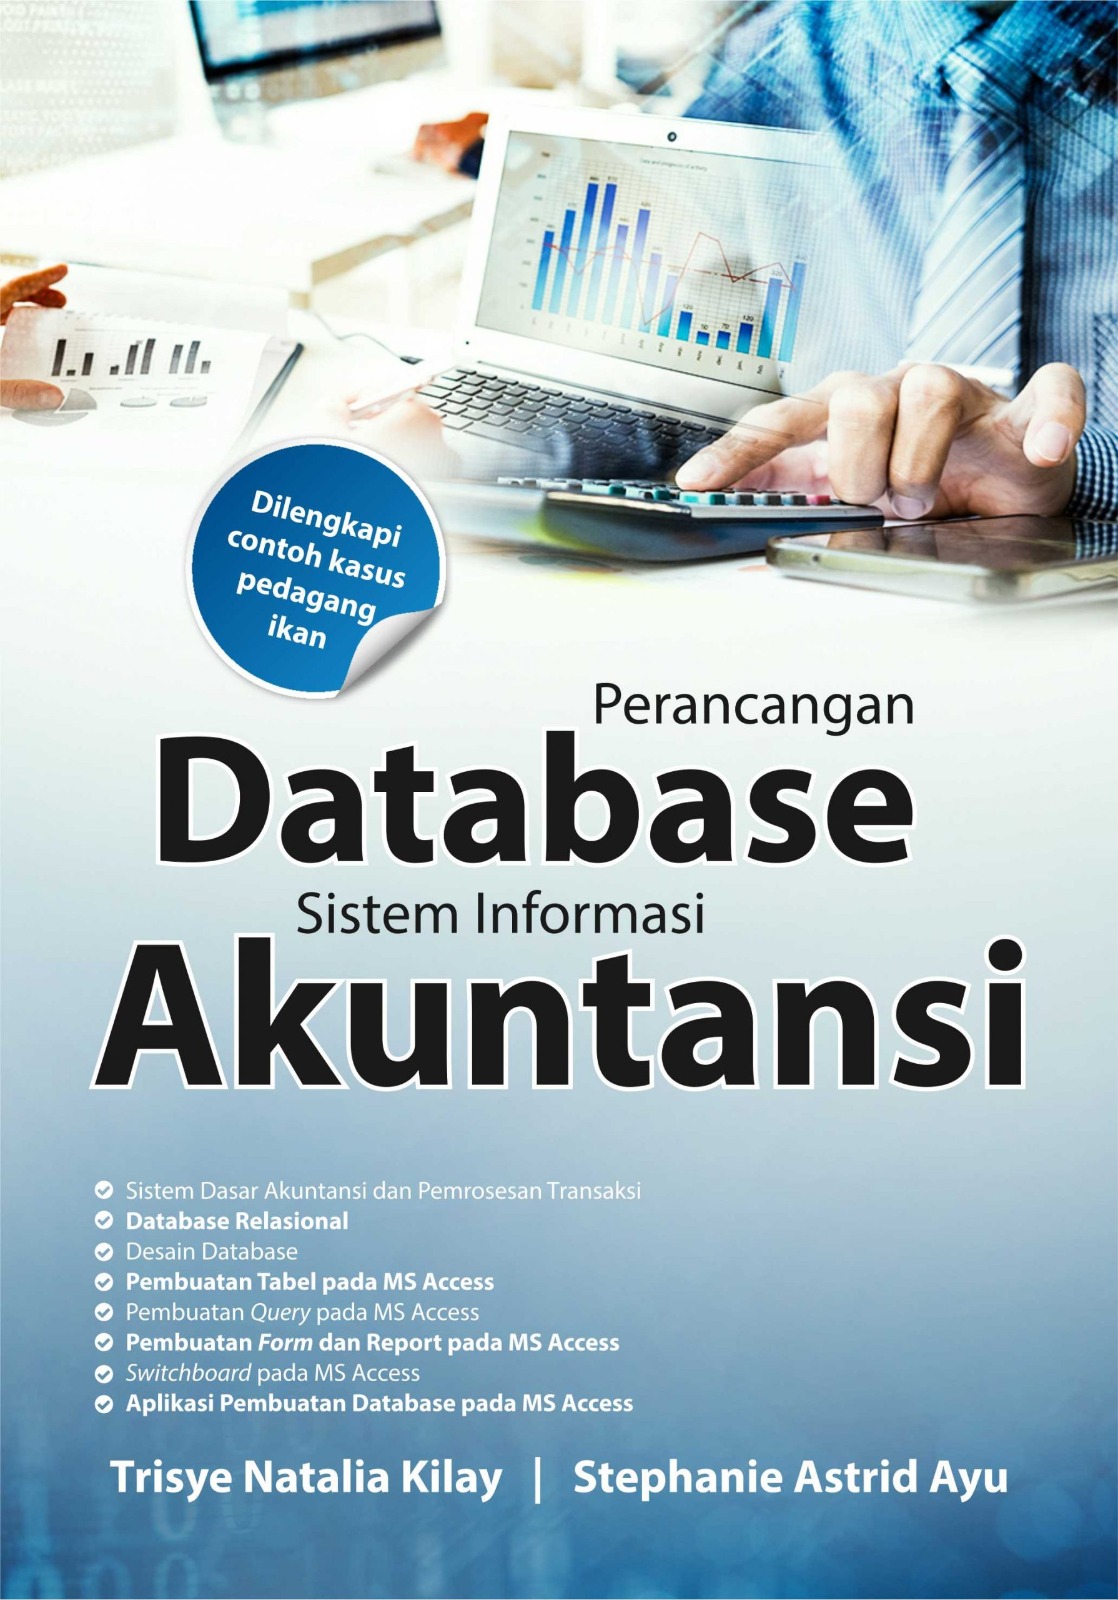 Dilengkapi
contoh kasus
pedagang
ikan
Perancangan
Database
Sistem Informasi
Akuntansi
Sistem Dasar Akuntansi dan Pemrosesan Transaksi
Database Relasional
Desain Database
Pembuatan Tabel pada MS Access
Pembuatan Query pada MS Access
Pembuatan Form dan Report pada MS Access
Switchboard pada MS Access
Aplikasi Pembuatan Database pada MS Access
Trisye Natalia Kilay | Stephanie Astrid Ayu